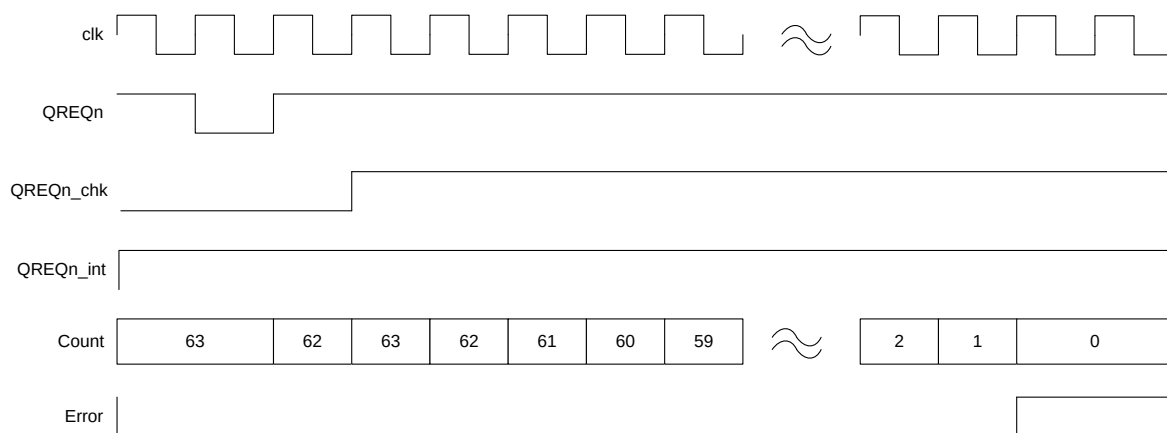 clk
QREQn
QREQn_chk
QREQn_int
Count 63 62 63 62 61 60 59 2 1 0
Error